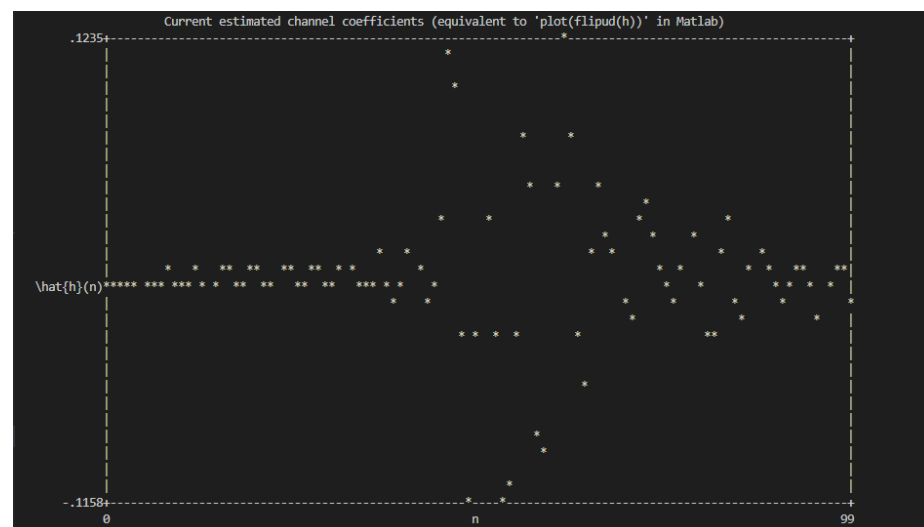 Current estimated channel coefficients (equivalent to 'plot(flipud(h))' in Matlab)
.1235
\hat{h}(n)
-.1158
0 n 99